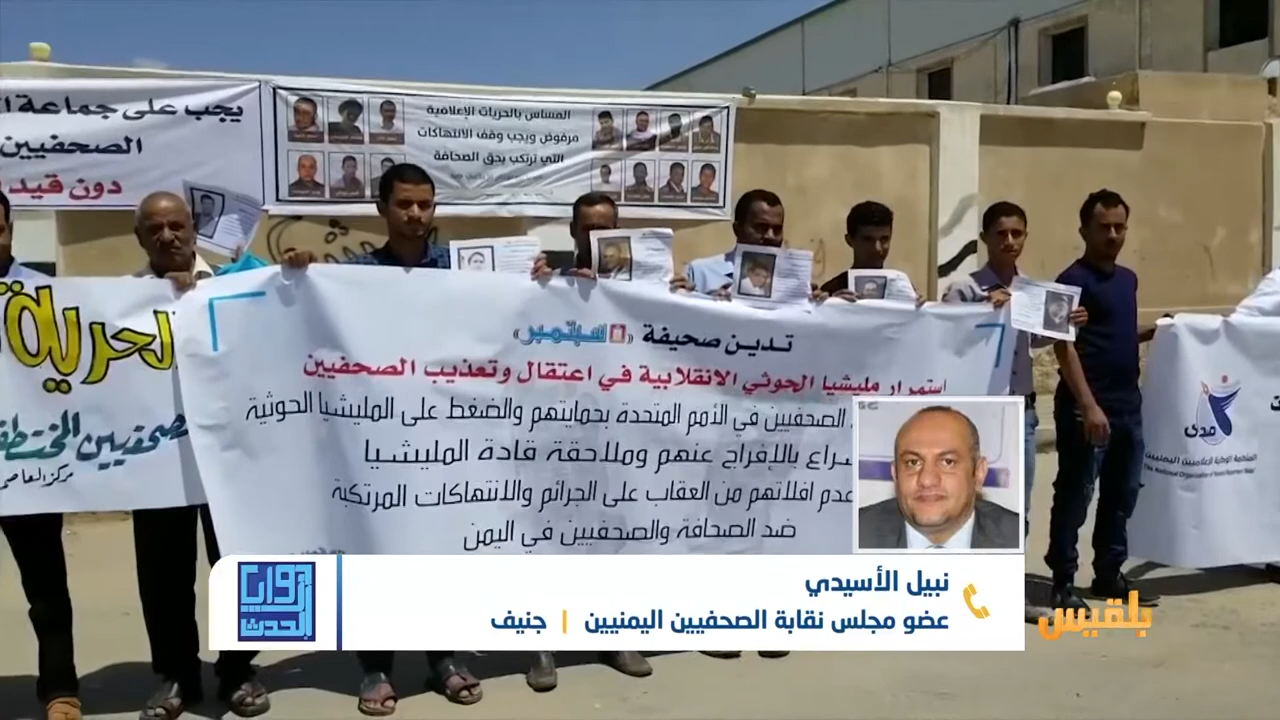 يجب على جماعة
الصحفيين
دون قيد
المساس بالحريات الإعلامية
مرفوض ويجب وقف الانتهاكات
التي ترتكب بحق الصحافة
الحرية
مركز العاصمة
تدين صحيفة «سبتمبر»
استمرار مليشيا الحوثي الانقلابية في اعتقال وتعذيب الصحفيين
الصحفيين في الأمم المتحدة بحمايتهم والضغط على المليشيا الحوثية
سراع بالإفراج عنهم وملاحقة قادة المليشيا
عدم افلاتهم من العقاب على الجرائم والانتهاكات المرتكبة
ضد الصحافة والصحفيين في اليمن
مدى
المنظمة الوطنية للإعلاميين اليمنيين
نبيل الأسيدي
عضو مجلس نقابة الصحفيين اليمنيين | جنيف
زوايا الحدث
بلقيس